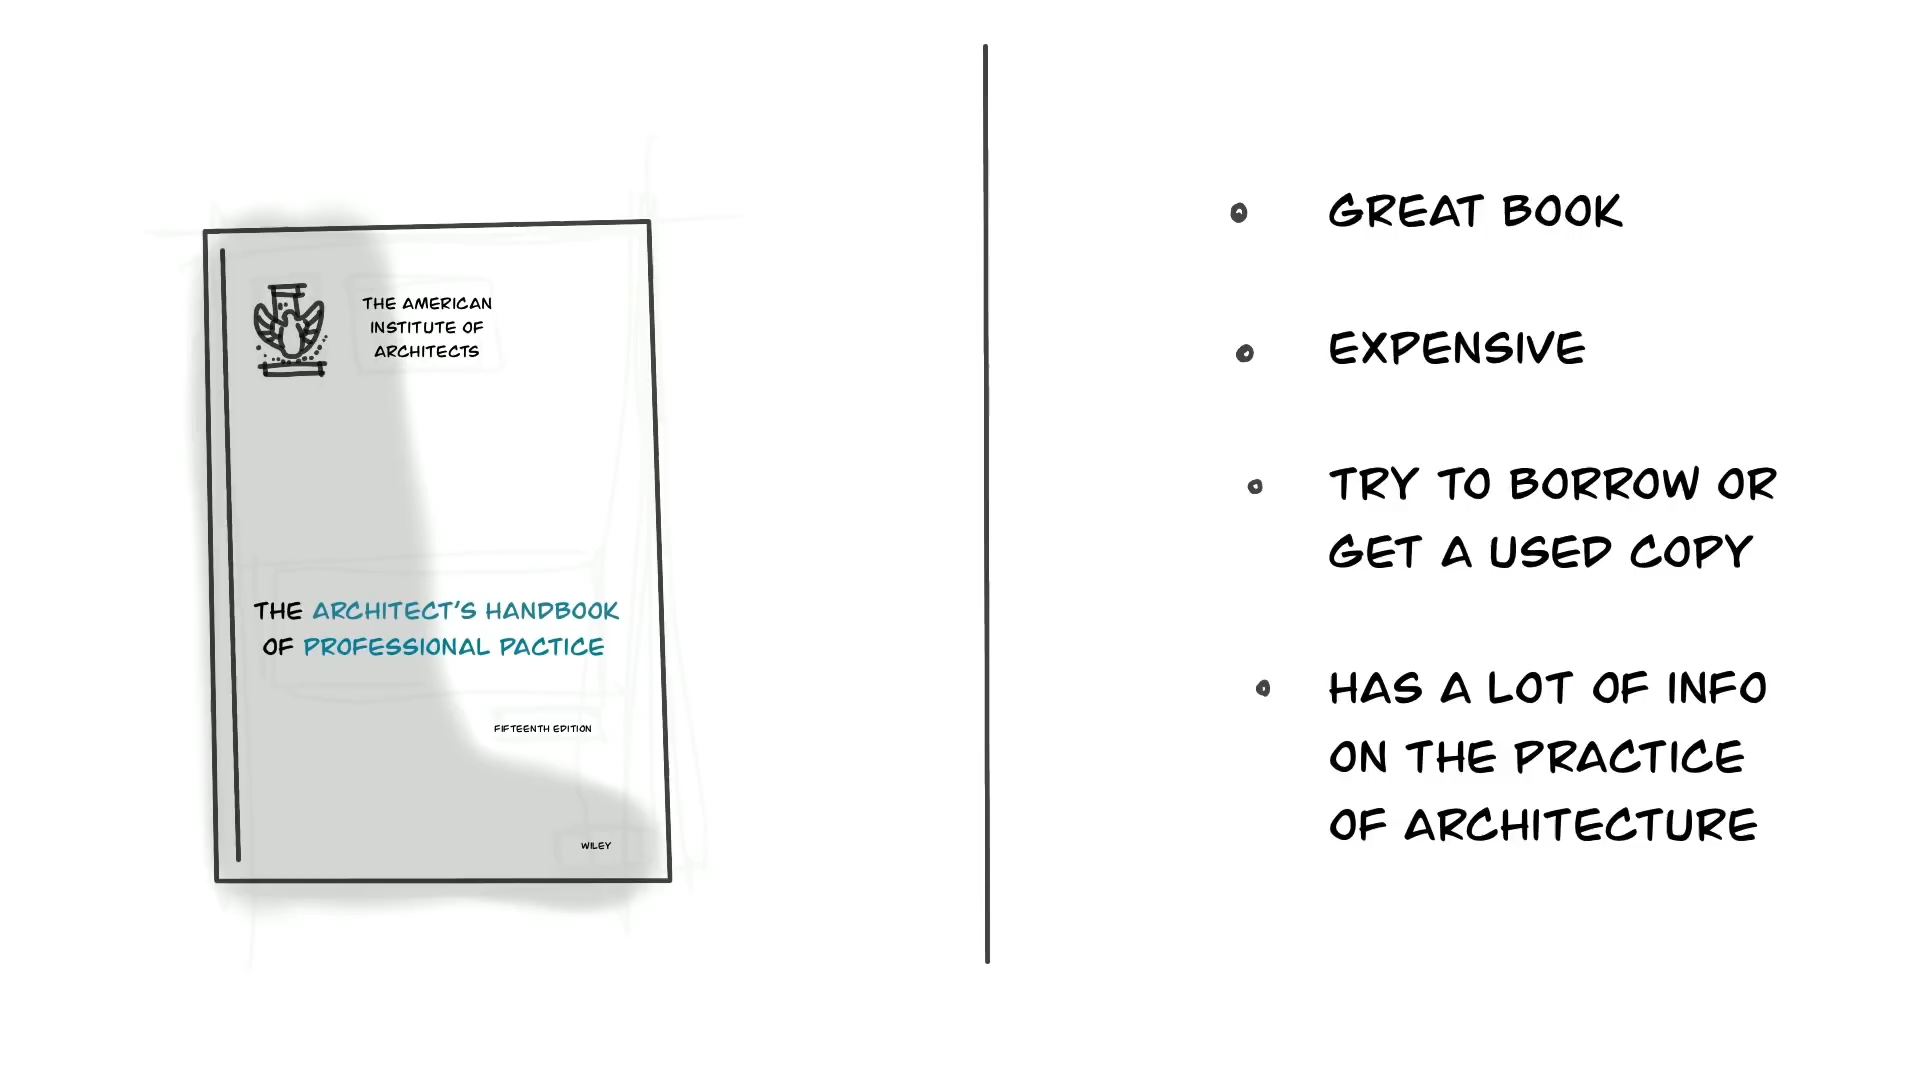 THE AMERICAN
INSTITUTE OF
ARCHITECTS
THE ARCHITECT'S HANDBOOK
OF PROFESSIONAL PACTICE
FIFTEENTH EDITION
WILEY
• GREAT BOOK
• EXPENSIVE
• TRY TO BORROW OR
GET A USED COPY
• HAS A LOT OF INFO
ON THE PRACTICE
OF ARCHITECTURE